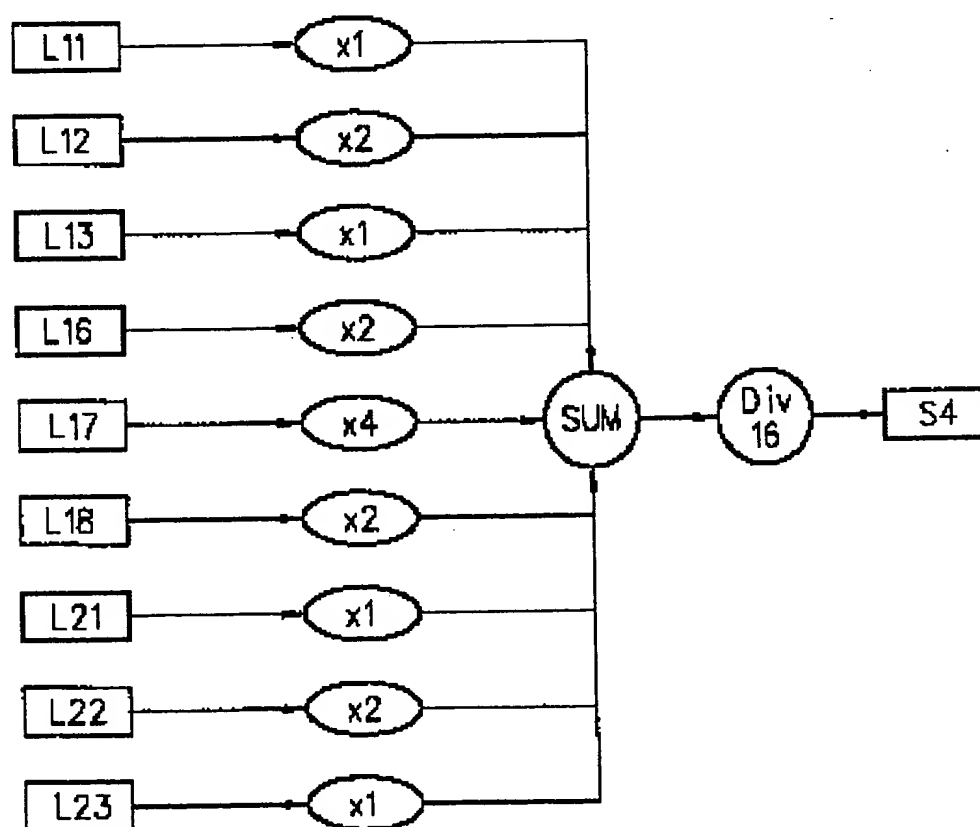 L11 x1
L12 x2
L13 x1
L16 x2
L17 x4 SUM Div 16 S4
L18 x2
L21 x1
L22 x2
L23 x1